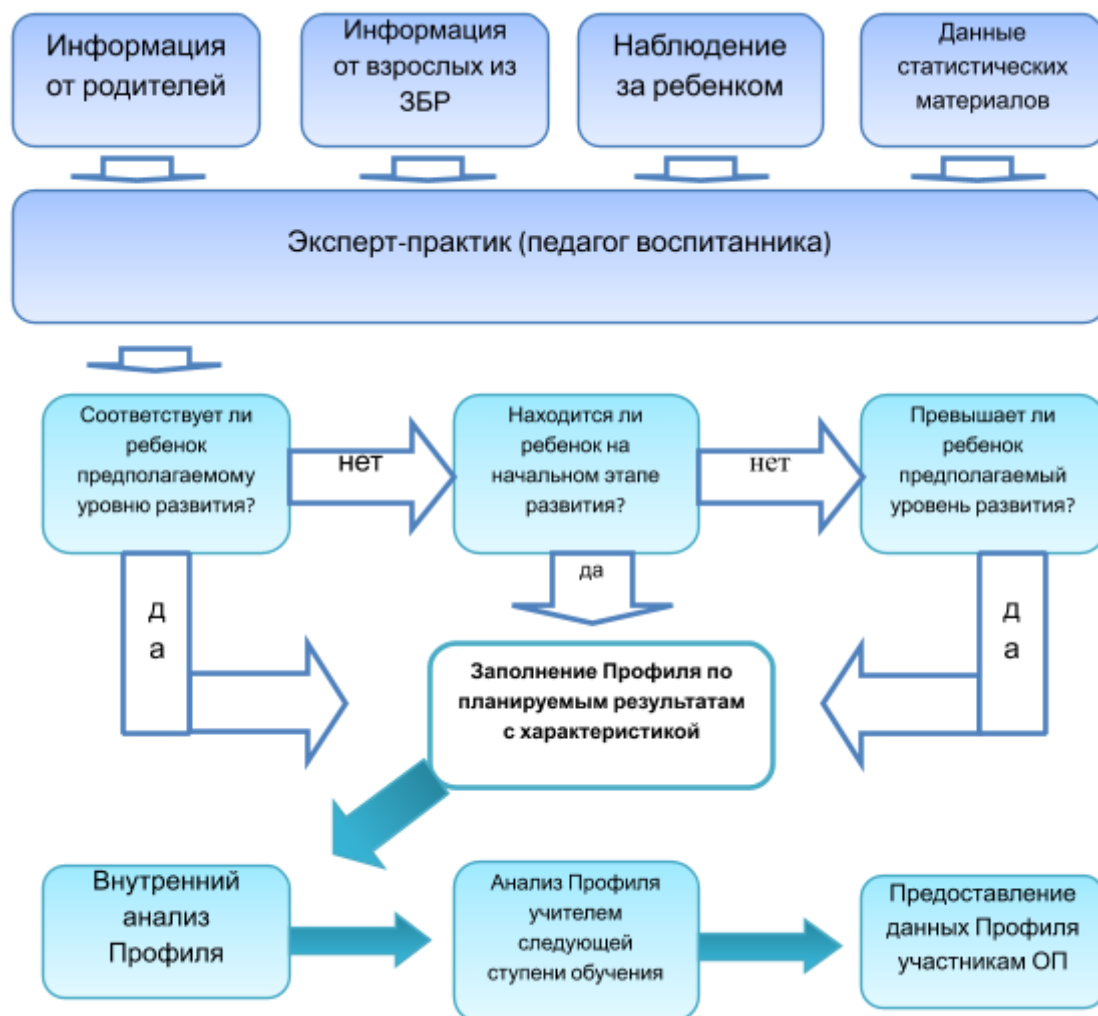 Информация
от родителей
Информация
от взрослых из
ЗБР
Наблюдение
за ребенком
Данные
статистических
материалов
Эксперт-практик (педагог воспитанника)
Соответствует ли
ребенок
предполагаемому
уровню развития?
нет
Находится ли
ребенок на
начальном этапе
развития?
нет
Превышает ли
ребенок
предполагаемый
уровень развития?
д
а
да
д
а
Заполнение Профиля по
планируемым результатам
с характеристикой
Внутренний
анализ
Профиля
Анализ Профиля
учителем
следующей
ступени обучения
Предоставление
данных Профиля
участникам ОП